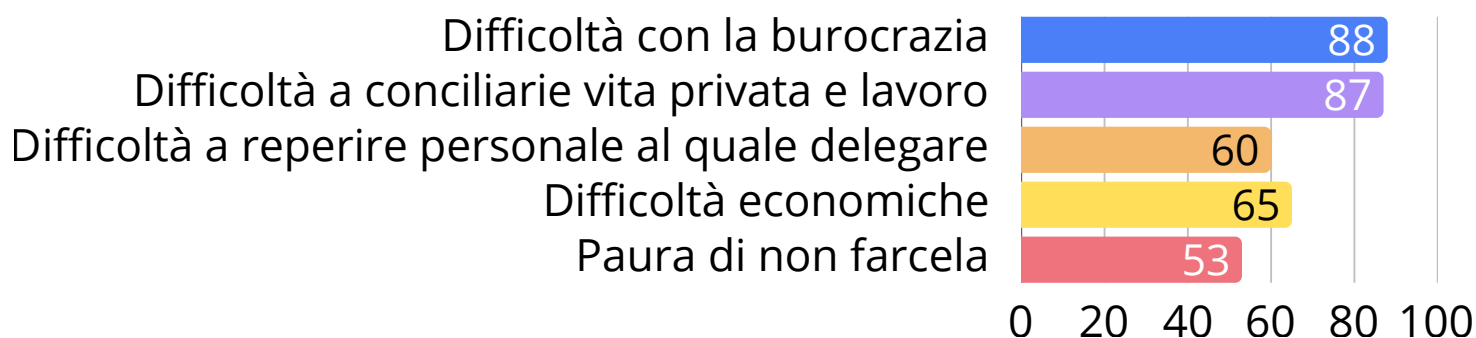 Difficoltà con la burocrazia 88
Difficoltà a conciliarie vita privata e lavoro 87
Difficoltà a reperire personale al quale delegare 60
Difficoltà economiche 65
Paura di non farcela 53
0 20 40 60 80 100